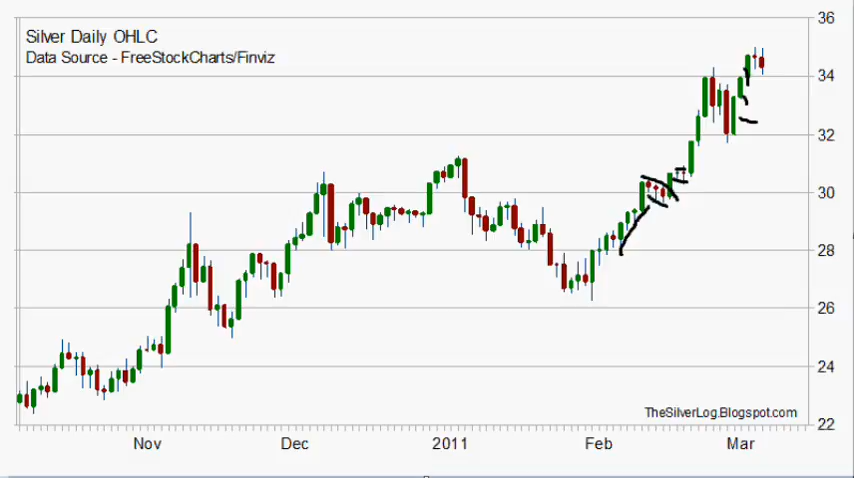 Silver Daily OHLC
Data Source - FreeStockCharts/Finviz
36
34
32
30
28
26
24
22
TheSilverLog.Blogspot.com
Nov Dec 2011 Feb Mar